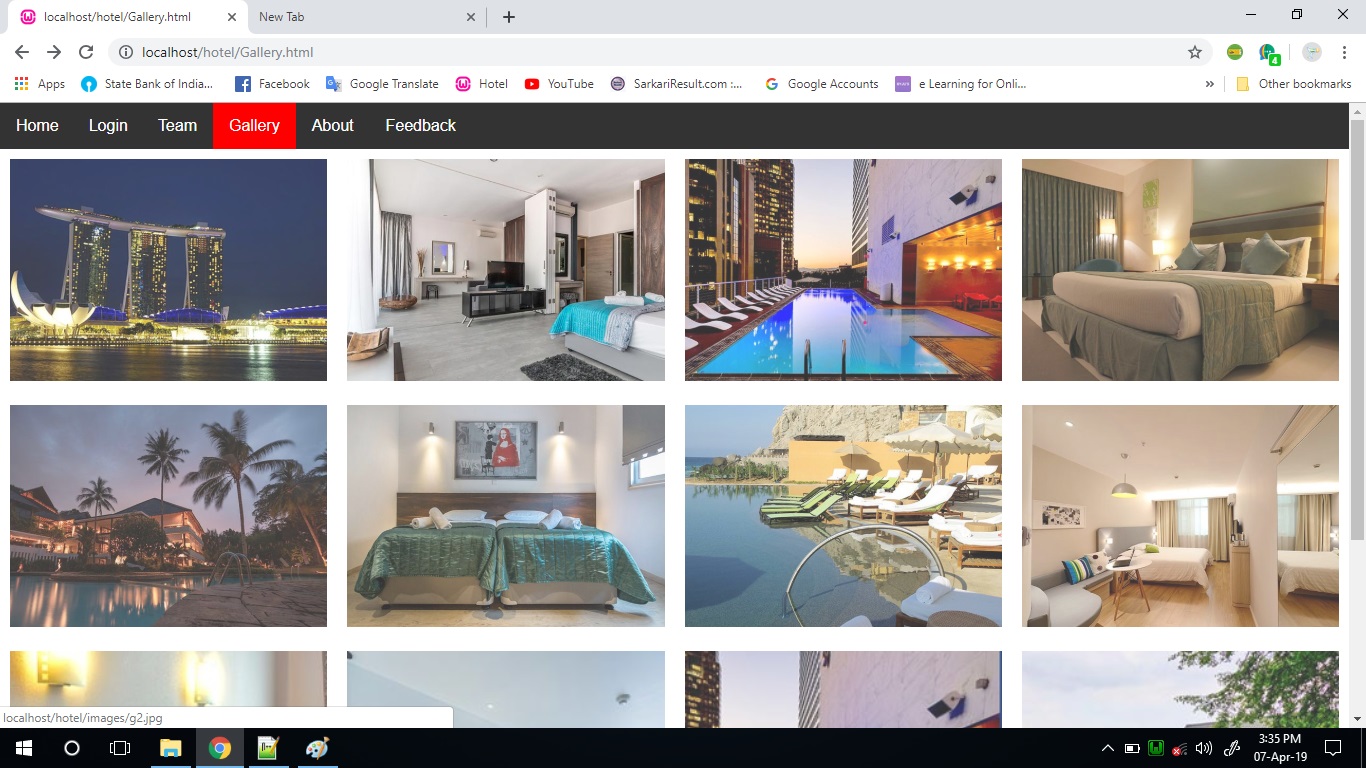 localhost/hotel/Gallery.html
New Tab
localhost/hotel/Gallery.html
4
Apps
State Bank of India...
Facebook
Google Translate
Hotel
YouTube
SarkariResult.com :...
Google Accounts
e Learning for Onli...
»
Other bookmarks
Home Login Team Gallery About Feedback
localhost/hotel/images/g2.jpg
3:35 PM
07-Apr-19